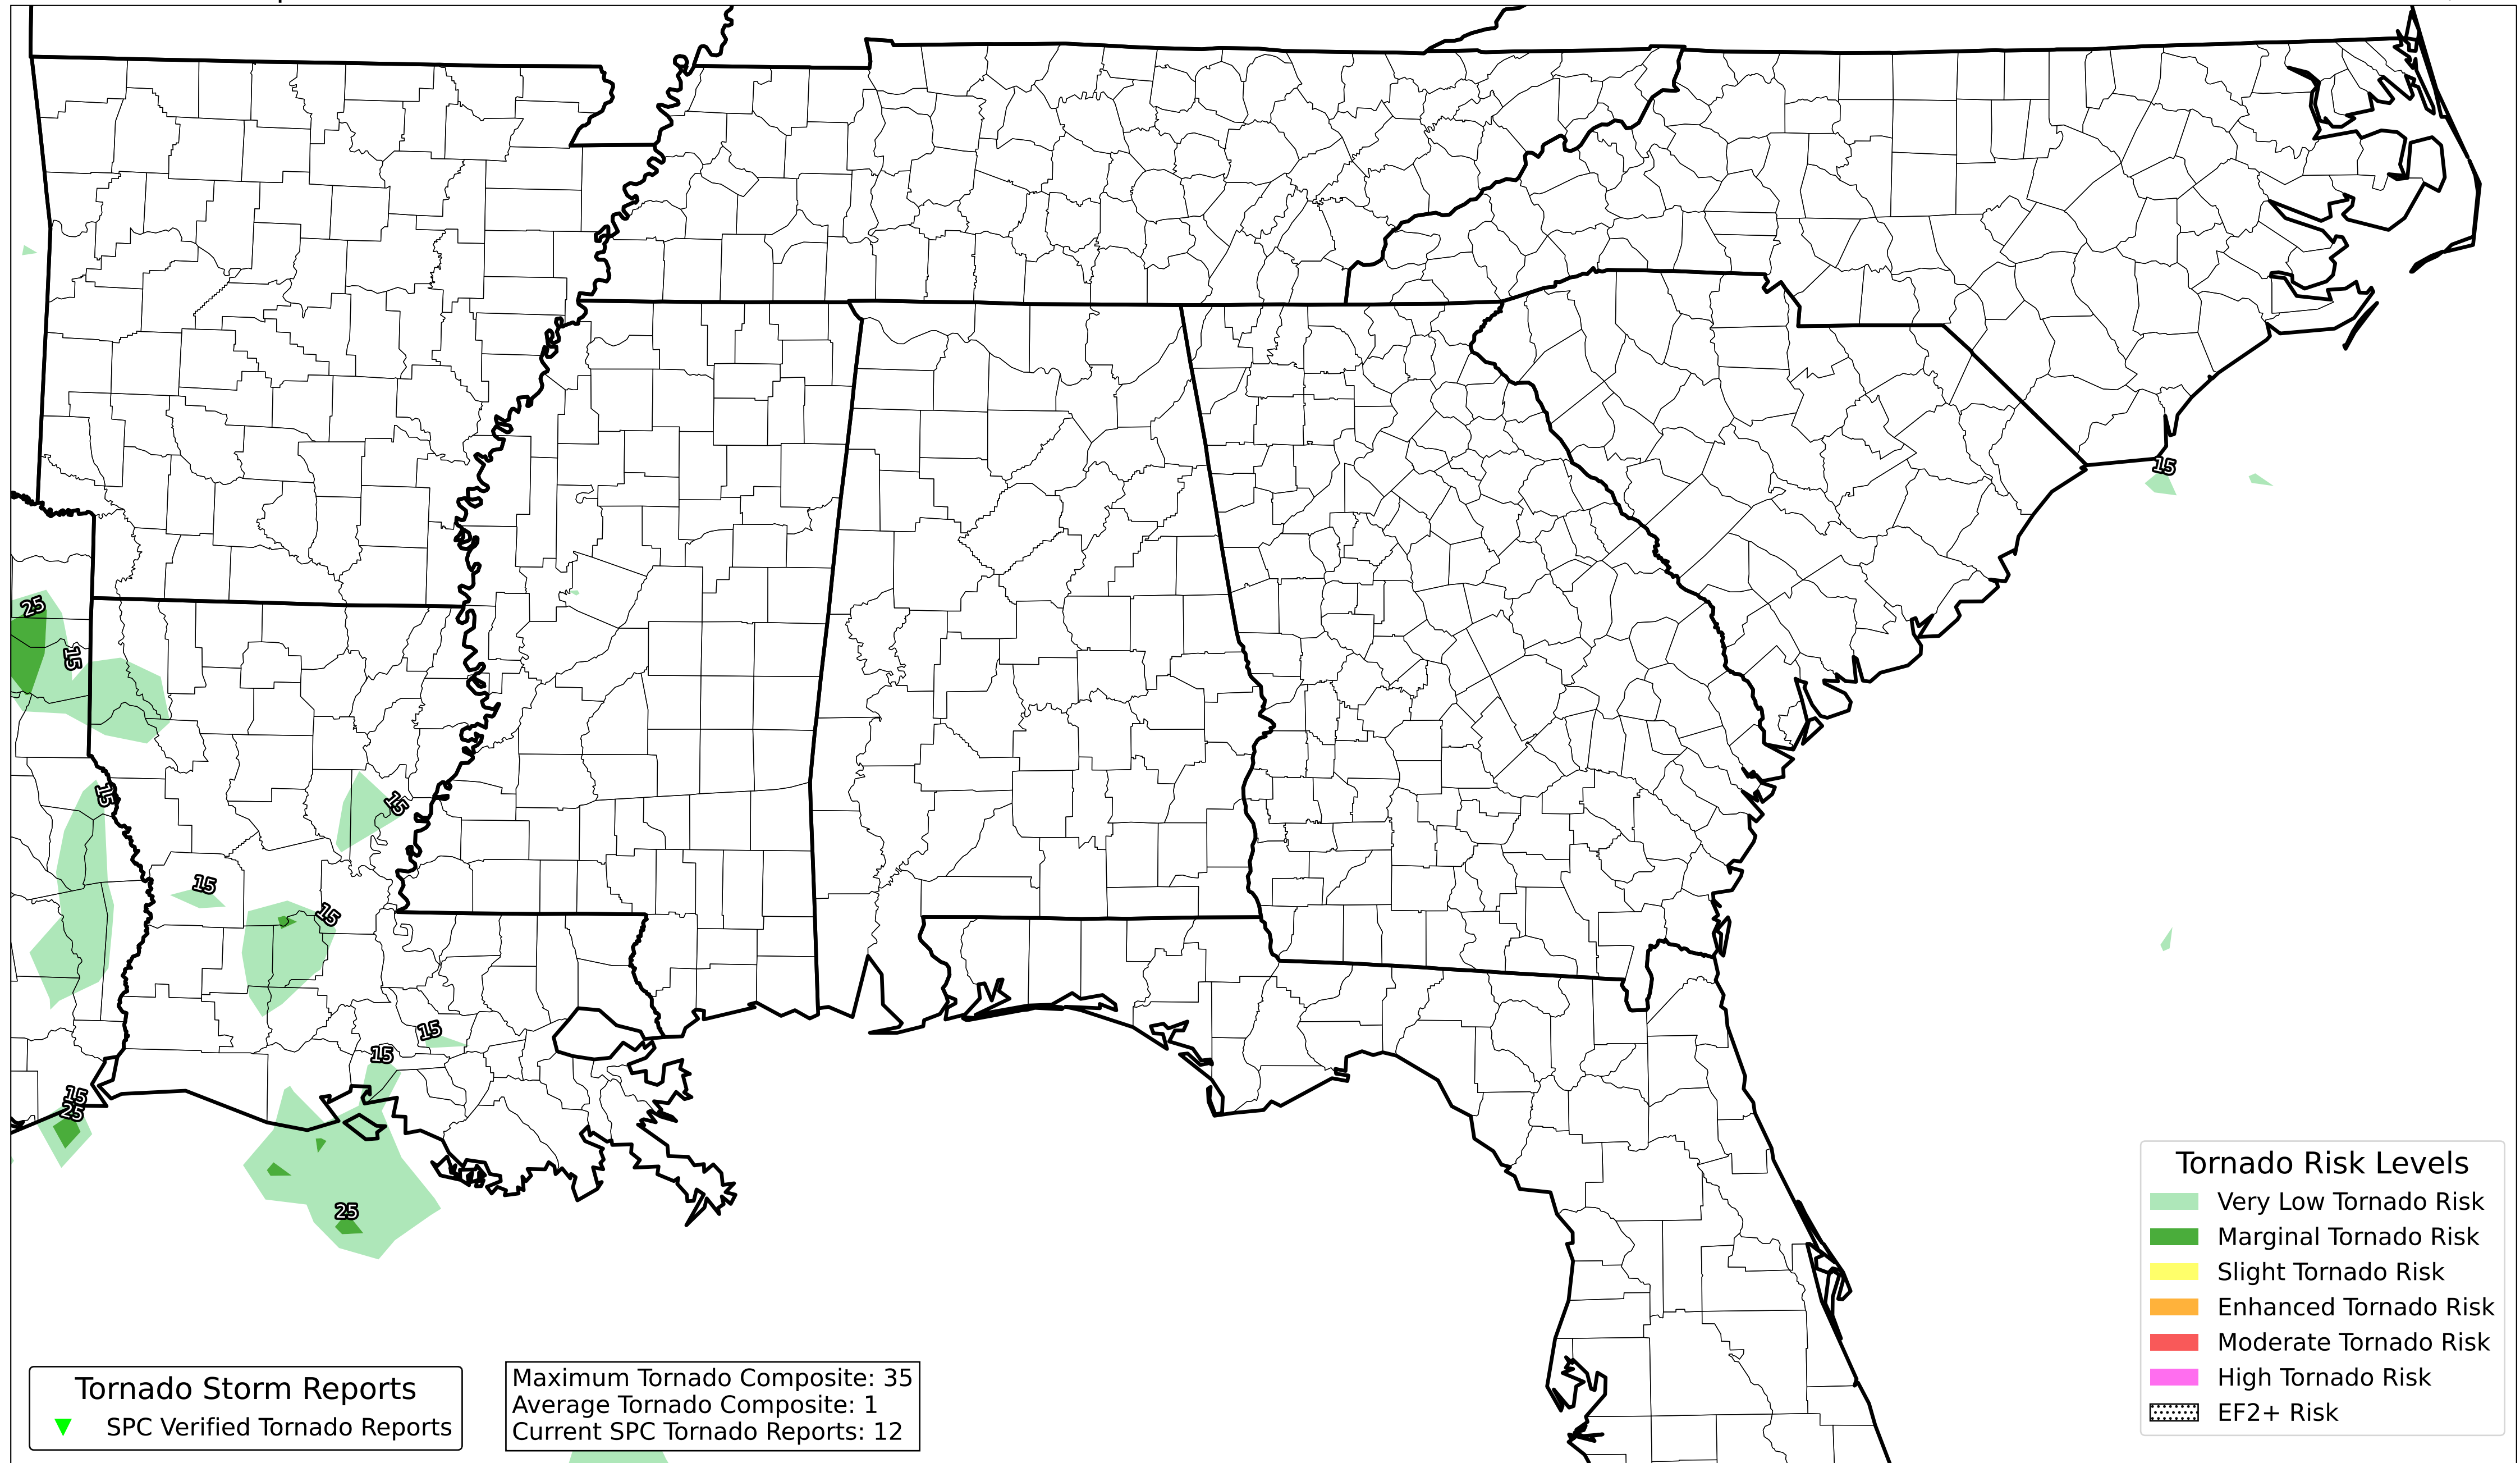 15
25
15
15
15
15
15
15
15
15
25
25
Tornado Risk Levels
Very Low Tornado Risk
Marginal Tornado Risk
Slight Tornado Risk
Enhanced Tornado Risk
Moderate Tornado Risk
High Tornado Risk
EF2+ Risk
Tornado Storm Reports
SPC Verified Tornado Reports
Maximum Tornado Composite: 35
Average Tornado Composite: 1
Current SPC Tornado Reports: 12